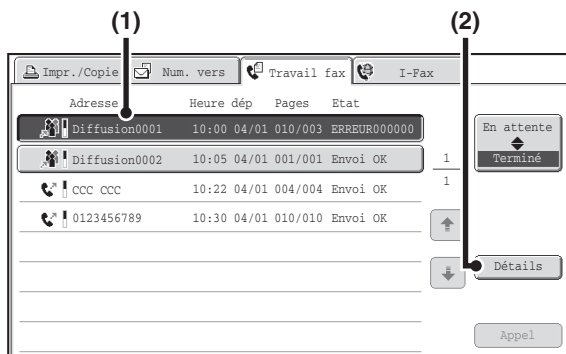 (1) (2)
Impr./Copie Num. vers Travail fax I-Fax
Adresse Heure dép Pages Etat
Diffusion0001 10:00 04/01 010/003 ERREUR000000
En attente
Terminé
Diffusion0002 10:05 04/01 001/001 Envoi OK
1
1
CCC CCC 10:22 04/01 004/004 Envoi OK
0123456789 10:30 04/01 010/010 Envoi OK
Détails
Appel